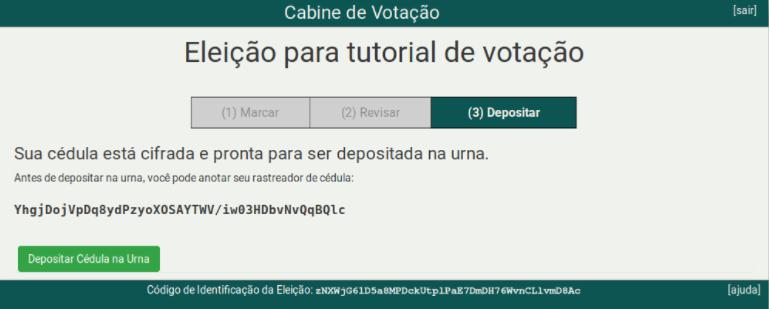 Cabine de Votação
[sair]
Eleição para tutorial de votação
(1) Marcar
(2) Revisar
(3) Depositar
Sua cédula está cifrada e pronta para ser depositada na urna.
Antes de depositar na urna, você pode anotar seu rastreador de cédula:
YhgjDojVpDq8ydPzyoXOSAYTWV/iw03HDbvNvQqBQlc
Depositar Cédula na Urna
Código de Identificação da Eleição: zNXWjG6lD5a8MPDckUtplPaE7DmDH76WvnCLlvmD8Ac
[ajuda]